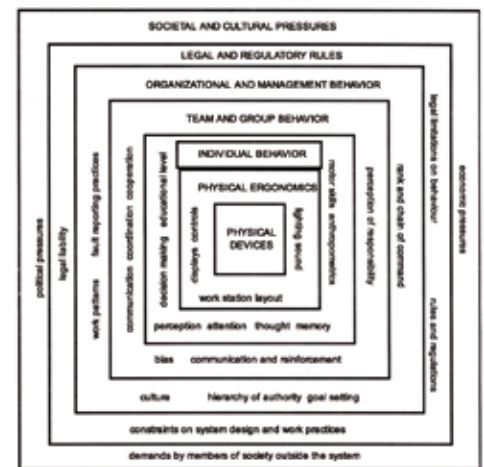 SOCIETAL AND CULTURAL PRESSURES
LEGAL AND REGULATORY RULES
ORGANIZATIONAL AND MANAGEMENT BEHAVIOR
TEAM AND GROUP BEHAVIOR
INDIVIDUAL BEHAVIOR
PHYSICAL ERGONOMICS
PHYSICAL
DEVICES
displays controls
lighting sound
work station layout
decision making educational level
motor skills anthropometrics
perception attention thought memory
communication coordination cooperation
perception of responsibility
bias communication and reinforcement
work patterns fault reporting practices
rank and chain of command
culture hierarchy of authority goal setting
legal liability
legal limitations on behaviour
rules and regulations
constraints on system design and work practices
political pressures
economic pressures
demands by members of society outside the system